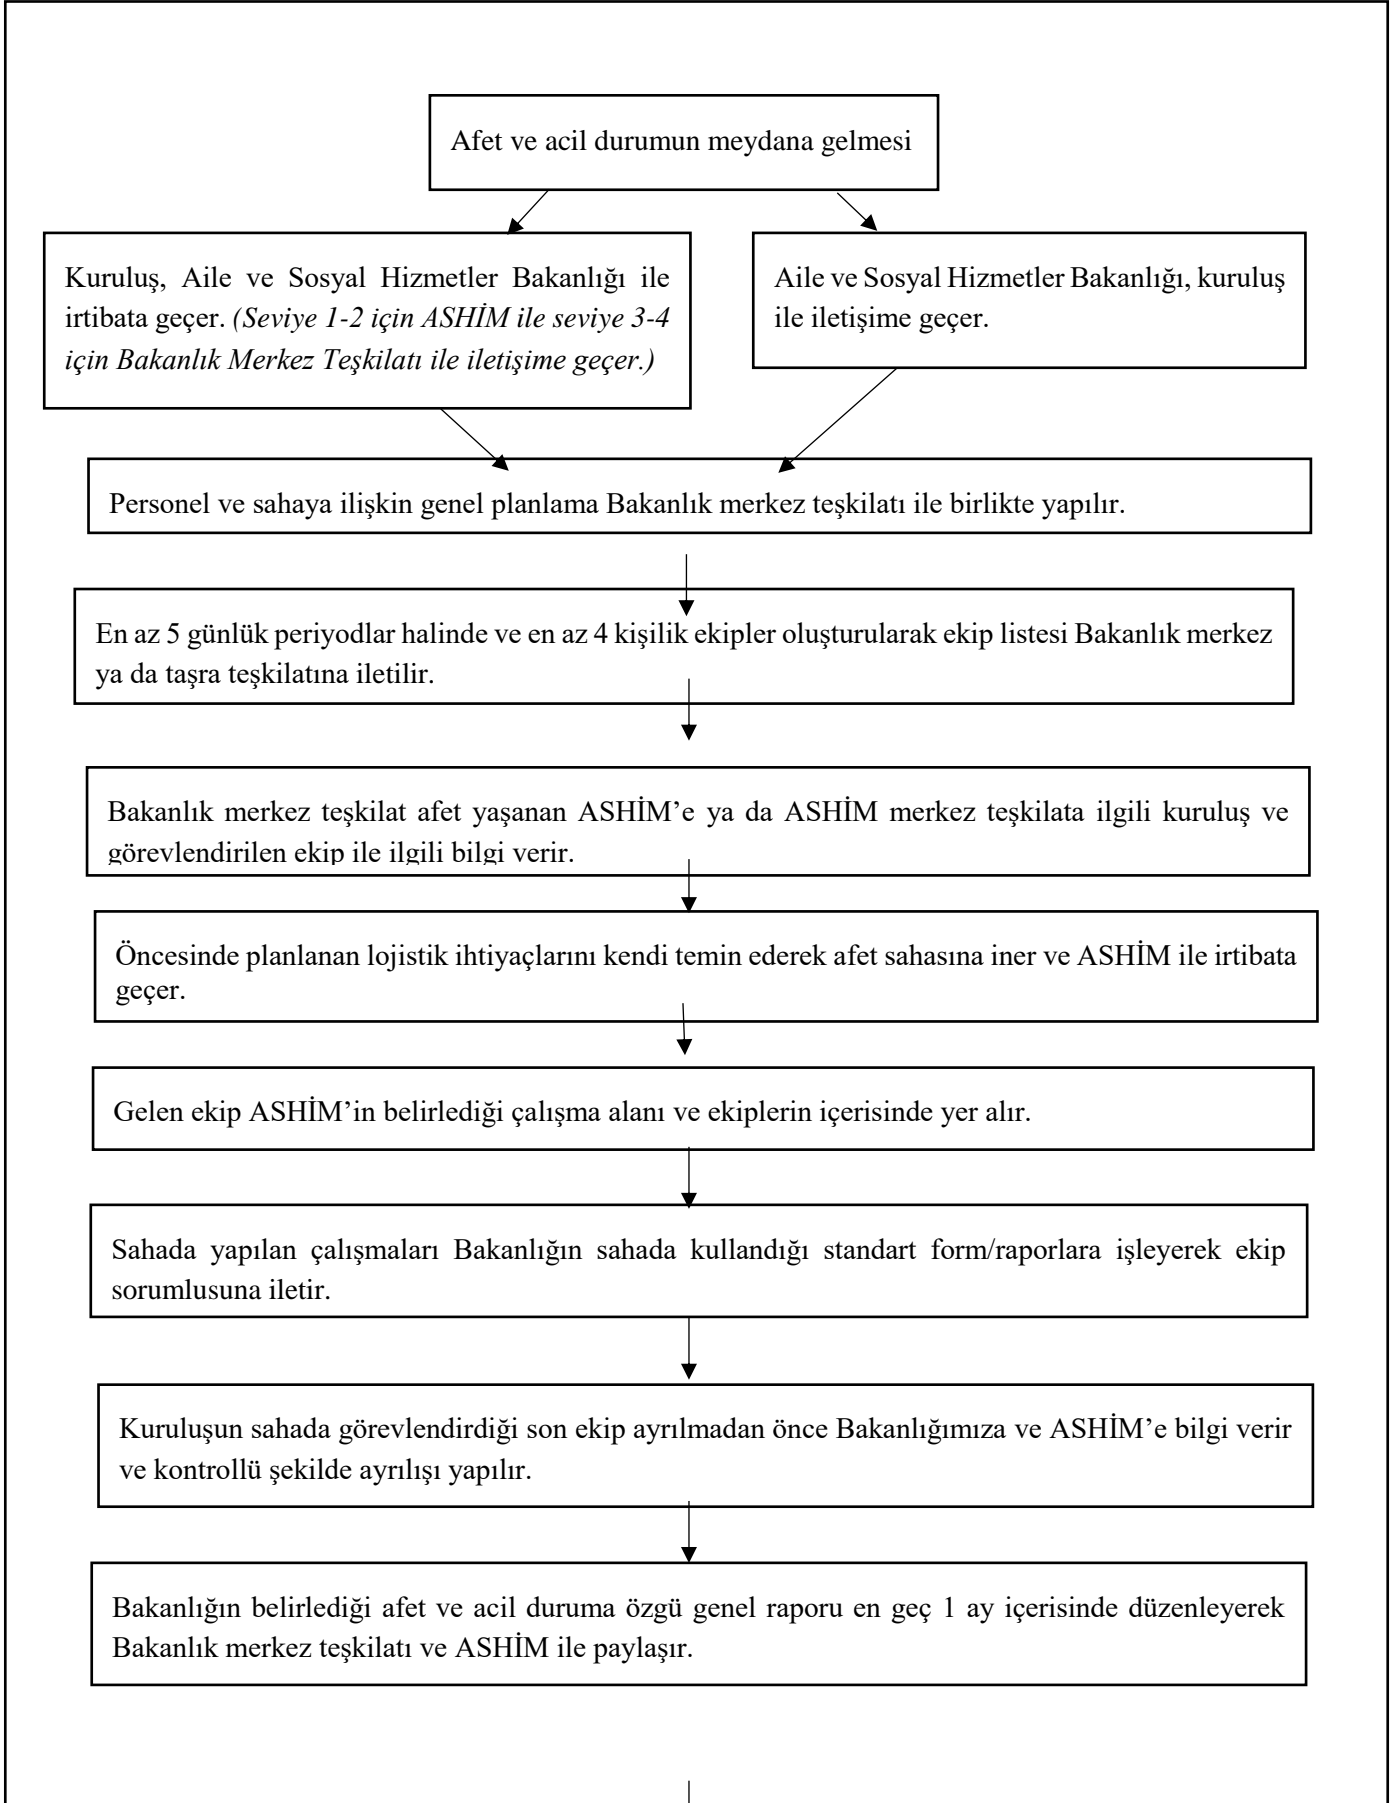 Afet ve acil durumun meydana gelmesi
Kuruluş, Aile ve Sosyal Hizmetler Bakanlığı ile
irtibata geçer. (Seviye 1-2 için ASHİM ile seviye 3-4
için Bakanlık Merkez Teşkilatı ile iletişime geçer.)
Aile ve Sosyal Hizmetler Bakanlığı, kuruluş
ile iletişime geçer.
Personel ve sahaya ilişkin genel planlama Bakanlık merkez teşkilatı ile birlikte yapılır.
En az 5 günlük periyodlar halinde ve en az 4 kişilik ekipler oluşturularak ekip listesi Bakanlık merkez
ya da taşra teşkilatına iletilir.
Bakanlık merkez teşkilat afet yaşanan ASHİM’e ya da ASHİM merkez teşkilata ilgili kuruluş ve
görevlendirilen ekip ile ilgili bilgi verir.
Öncesinde planlanan lojistik ihtiyaçlarını kendi temin ederek afet sahasına iner ve ASHİM ile irtibata
geçer.
Gelen ekip ASHİM’in belirlediği çalışma alanı ve ekiplerin içerisinde yer alır.
Sahada yapılan çalışmaları Bakanlığın sahada kullandığı standart form/raporlara işleyerek ekip
sorumlusuna iletir.
Kuruluşun sahada görevlendirdiği son ekip ayrılmadan önce Bakanlığımıza ve ASHİM’e bilgi verir
ve kontrollü şekilde ayrılışı yapılır.
Bakanlığın belirlediği afet ve acil duruma özgü genel raporu en geç 1 ay içerisinde düzenleyerek
Bakanlık merkez teşkilatı ve ASHİM ile paylaşır.